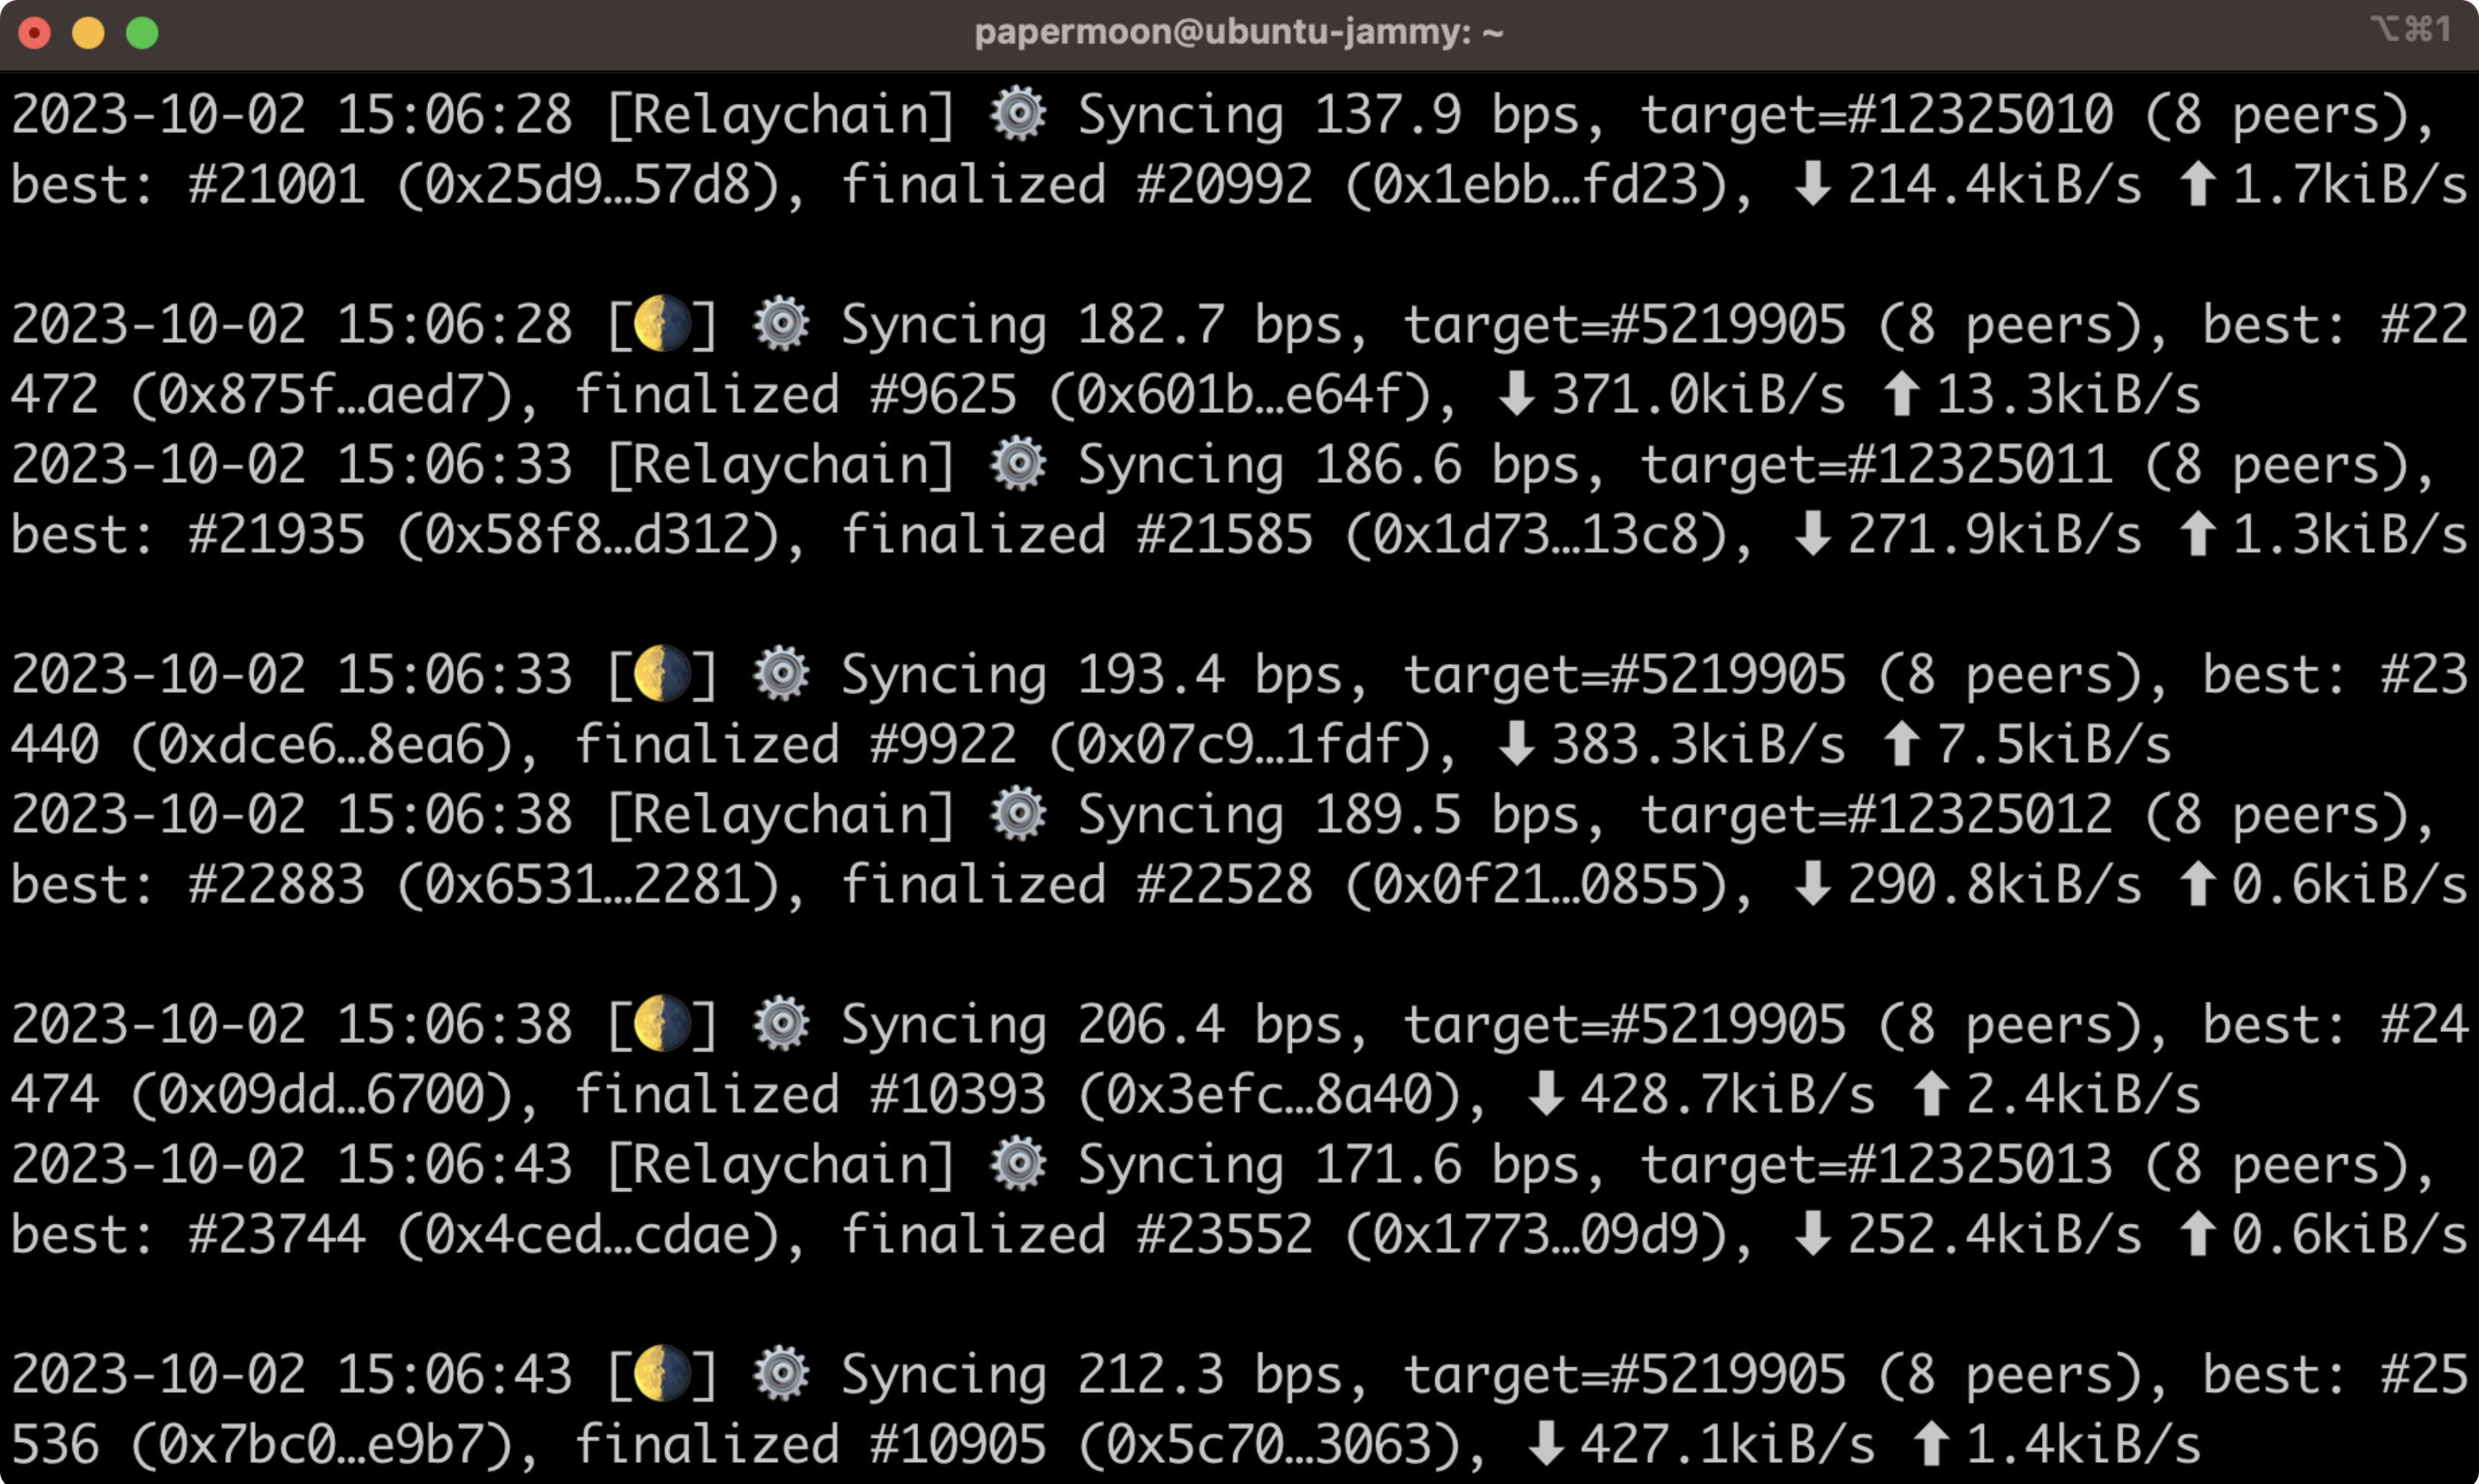 papermoon@ubuntu-jammy: ~
⌥⌘1
2023-10-02 15:06:28 [Relaychain] ⚙️ Syncing 137.9 bps, target=#12325010 (8 peers),
best: #21001 (0x25d9…57d8), finalized #20992 (0x1ebb…fd23), ⬇ 214.4kiB/s ⬆ 1.7kiB/s
2023-10-02 15:06:28 [🌗] ⚙️ Syncing 182.7 bps, target=#5219905 (8 peers), best: #22
472 (0x875f…aed7), finalized #9625 (0x601b…e64f), ⬇ 371.0kiB/s ⬆ 13.3kiB/s
2023-10-02 15:06:33 [Relaychain] ⚙️ Syncing 186.6 bps, target=#12325011 (8 peers),
best: #21935 (0x58f8…d312), finalized #21585 (0x1d73…13c8), ⬇ 271.9kiB/s ⬆ 1.3kiB/s
2023-10-02 15:06:33 [🌗] ⚙️ Syncing 193.4 bps, target=#5219905 (8 peers), best: #23
440 (0xdce6…8ea6), finalized #9922 (0x07c9…1fdf), ⬇ 383.3kiB/s ⬆ 7.5kiB/s
2023-10-02 15:06:38 [Relaychain] ⚙️ Syncing 189.5 bps, target=#12325012 (8 peers),
best: #22883 (0x6531…2281), finalized #22528 (0x0f21…0855), ⬇ 290.8kiB/s ⬆ 0.6kiB/s
2023-10-02 15:06:38 [🌗] ⚙️ Syncing 206.4 bps, target=#5219905 (8 peers), best: #24
474 (0x09dd…6700), finalized #10393 (0x3efc…8a40), ⬇ 428.7kiB/s ⬆ 2.4kiB/s
2023-10-02 15:06:43 [Relaychain] ⚙️ Syncing 171.6 bps, target=#12325013 (8 peers),
best: #23744 (0x4ced…cdae), finalized #23552 (0x1773…09d9), ⬇ 252.4kiB/s ⬆ 0.6kiB/s
2023-10-02 15:06:43 [🌗] ⚙️ Syncing 212.3 bps, target=#5219905 (8 peers), best: #25
536 (0x7bc0…e9b7), finalized #10905 (0x5c70…3063), ⬇ 427.1kiB/s ⬆ 1.4kiB/s